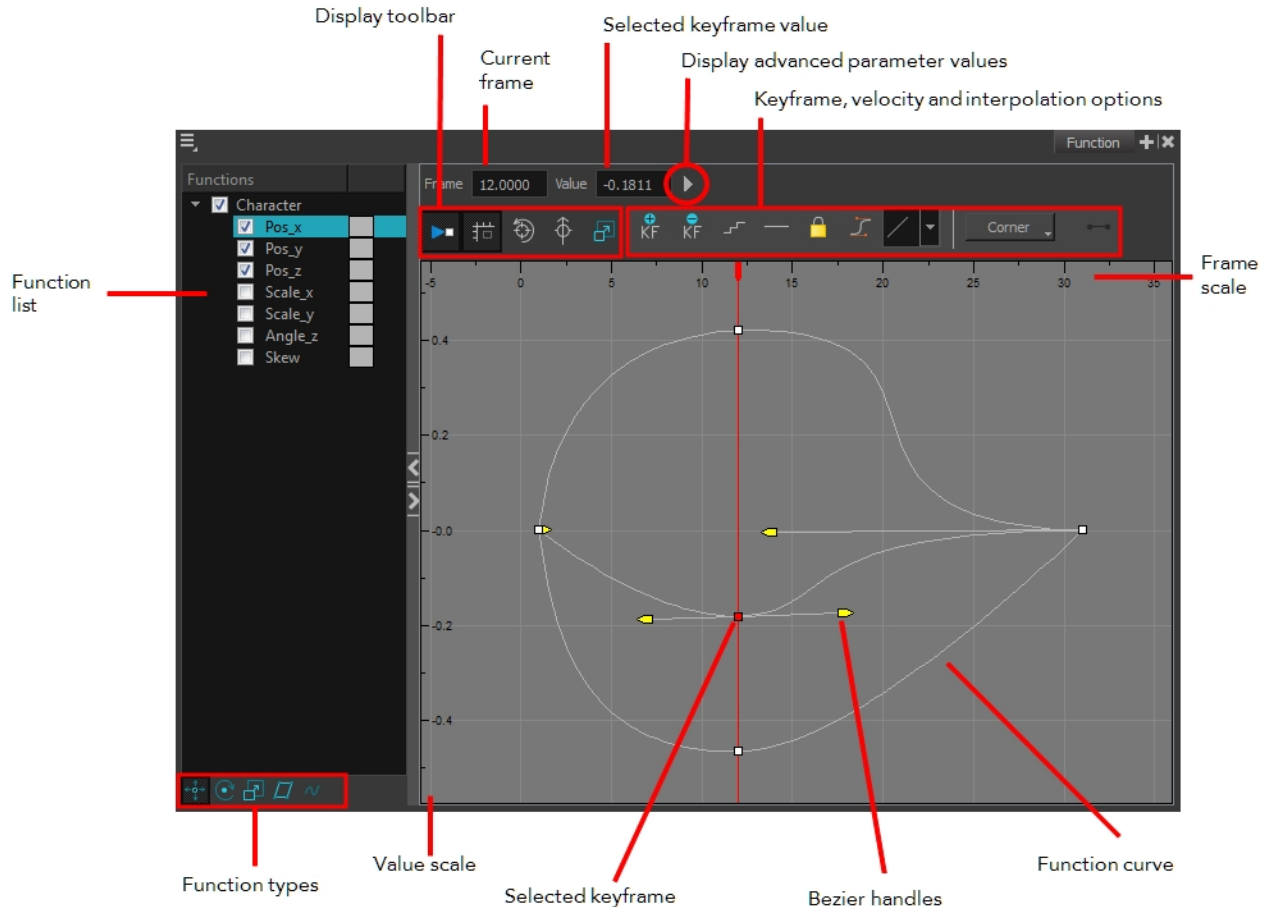 Display toolbar
Selected keyframe value
Current
frame
Display advanced parameter values
Keyframe, velocity and interpolation options
Function
Functions
Frame 12.0000 Value -0.1811
Character
Pos_x
Pos_y
Pos_z
Scale_x
Scale_y
Angle_z
Skew
KF KF
Corner
Function
list
Frame
scale
-5 0 5 10 15 20 25 30 35
0.4
0.2
-0.0
-0.2
-0.4
Function types
Value scale
Selected keyframe
Bezier handles
Function curve